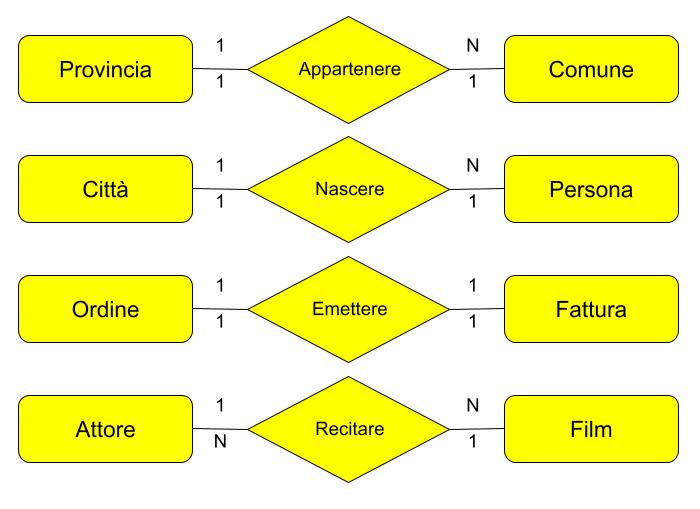 1 N
Provincia Appartenere Comune
1 1
1 N
Città Nascere Persona
1 1
1 1
Ordine Emettere Fattura
1 1
1 N
Attore Recitare Film
N 1